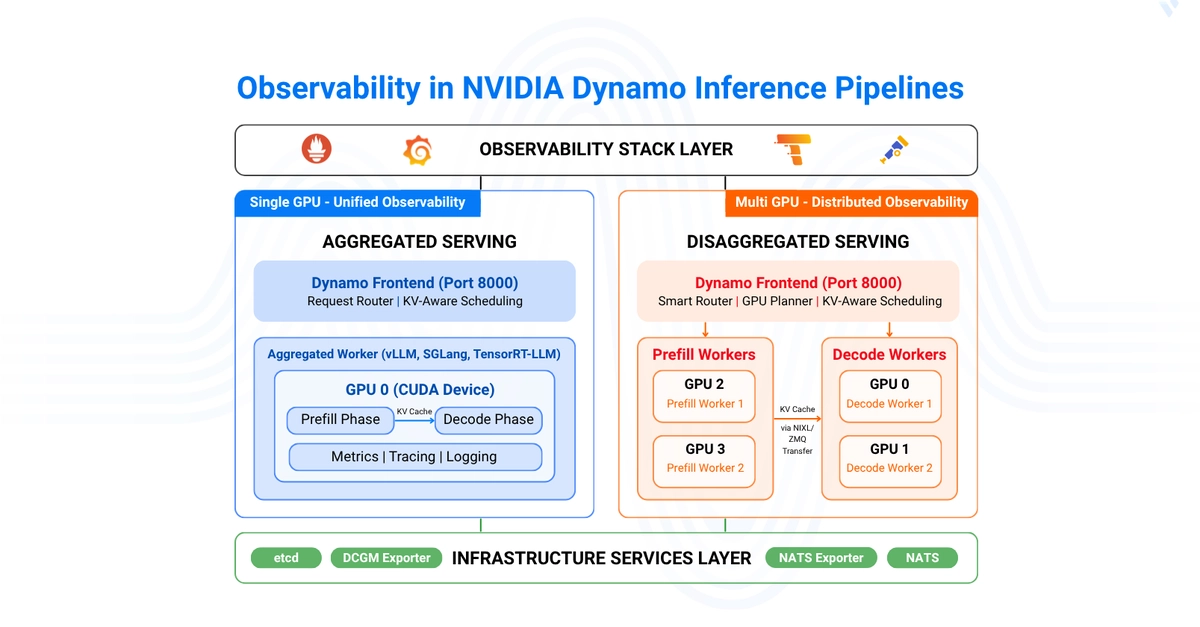 Observability in NVIDIA Dynamo Inference Pipelines
OBSERVABILITY STACK LAYER
Single GPU - Unified Observability
AGGREGATED SERVING
Dynamo Frontend (Port 8000)
Request Router | KV-Aware Scheduling
Aggregated Worker (vLLM, SGLang, TensorRT-LLM)
GPU 0 (CUDA Device)
Prefill Phase
KV Cache
Decode Phase
Metrics | Tracing | Logging
Multi GPU - Distributed Observability
DISAGGREGATED SERVING
Dynamo Frontend (Port 8000)
Smart Router | GPU Planner | KV-Aware Scheduling
Prefill Workers
GPU 2
Prefill Worker 1
GPU 3
Prefill Worker 2
KV Cache
via NIXL/
ZMQ
Transfer
Decode Workers
GPU 0
Decode Worker 1
GPU 1
Decode Worker 2
etcd
DCGM Exporter
INFRASTRUCTURE SERVICES LAYER
NATS Exporter
NATS